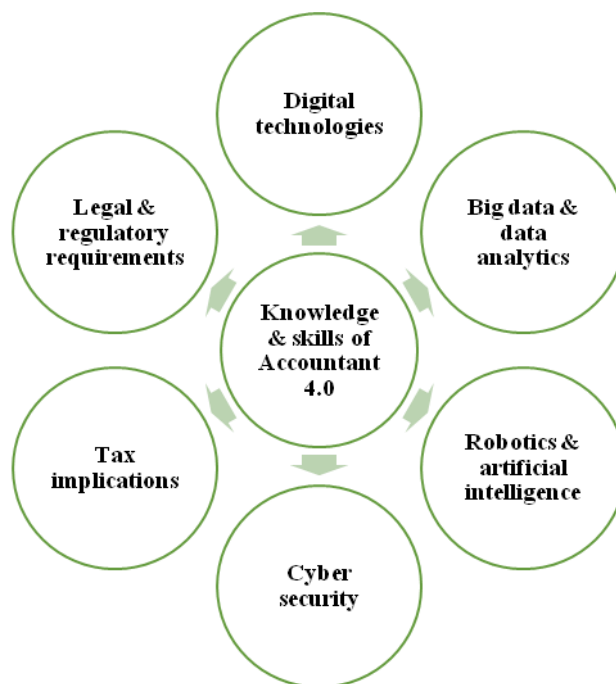 Digital
technologies
Legal &
regulatory
requirements
Big data &
data
analytics
Knowledge
& skills of
Accountant
4.0
Tax
implications
Robotics &
artificial
intelligence
Cyber
security